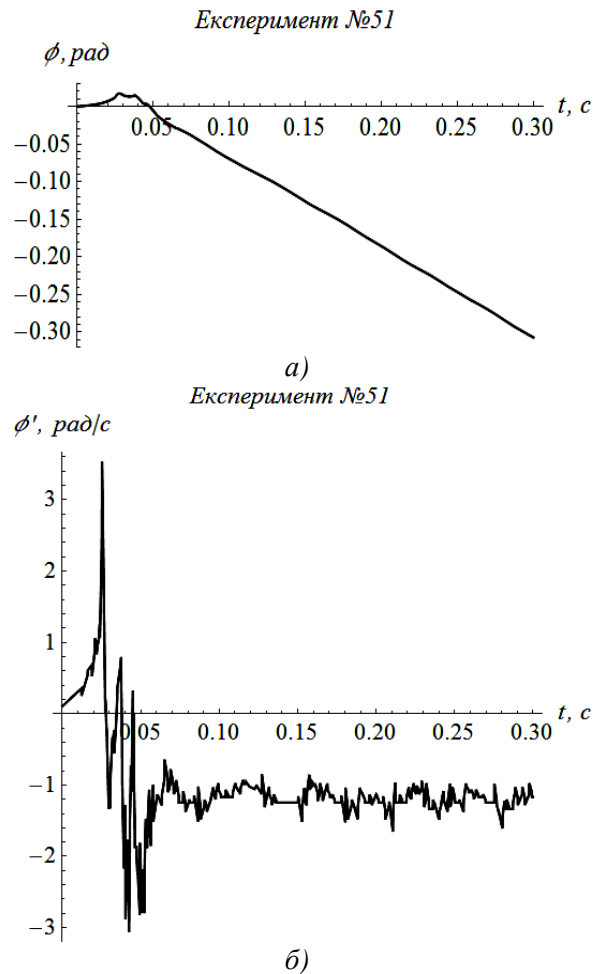 Експеримент №51
ϕ, рад
t, с
0.05 0.10 0.15 0.20 0.25 0.30
−0.05
−0.10
−0.15
−0.20
−0.25
−0.30
а)
Експеримент №51
ϕ', рад/с
3
2
1
t, с
0.05 0.10 0.15 0.20 0.25 0.30
−1
−2
−3
б)